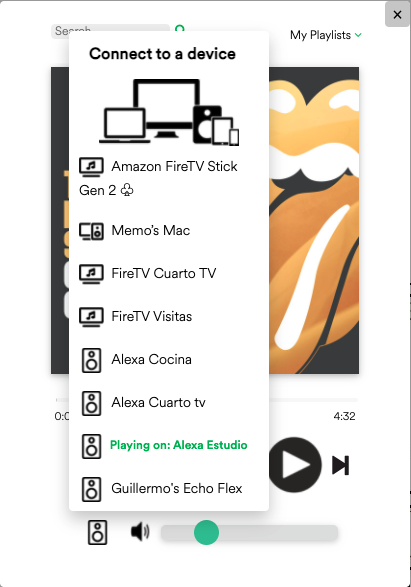 ×
Search
My Playlists
Connect to a device
Amazon FireTV Stick
Gen 2 ♧
Memo's Mac
FireTV Cuarto TV
FireTV Visitas
Alexa Cocina
Alexa Cuarto tv
0:0
4:32
Playing on: Alexa Estudio
Guillermo's Echo Flex